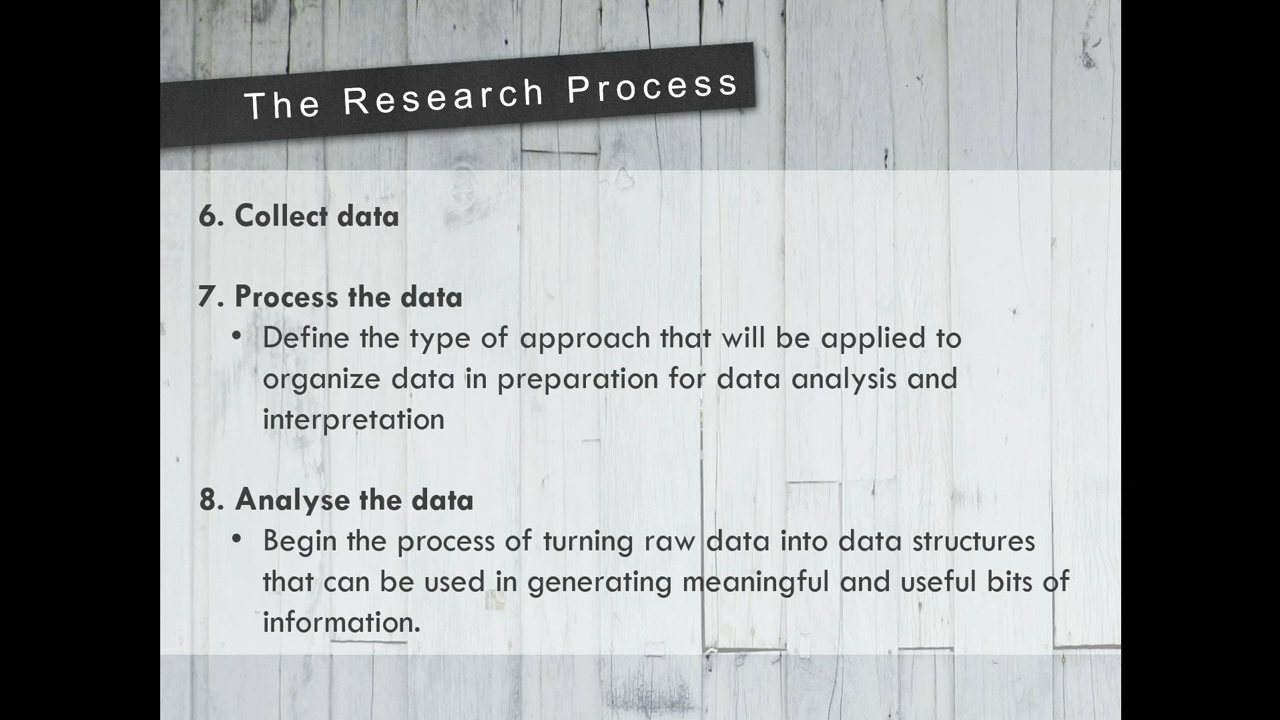 The Research Process
6. Collect data
7. Process the data
• Define the type of approach that will be applied to
organize data in preparation for data analysis and
interpretation
8. Analyse the data
• Begin the process of turning raw data into data structures
that can be used in generating meaningful and useful bits of
information.